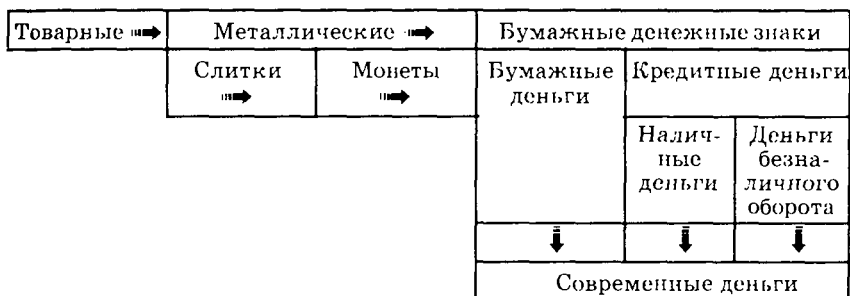 Товарные Металлические Бумажные денежные знаки
Слитки Монеты Бумажные деньги Кредитные деньги
Налич-
ные
деньги
Деньги
безна-
личного
оборота
Современные деньги